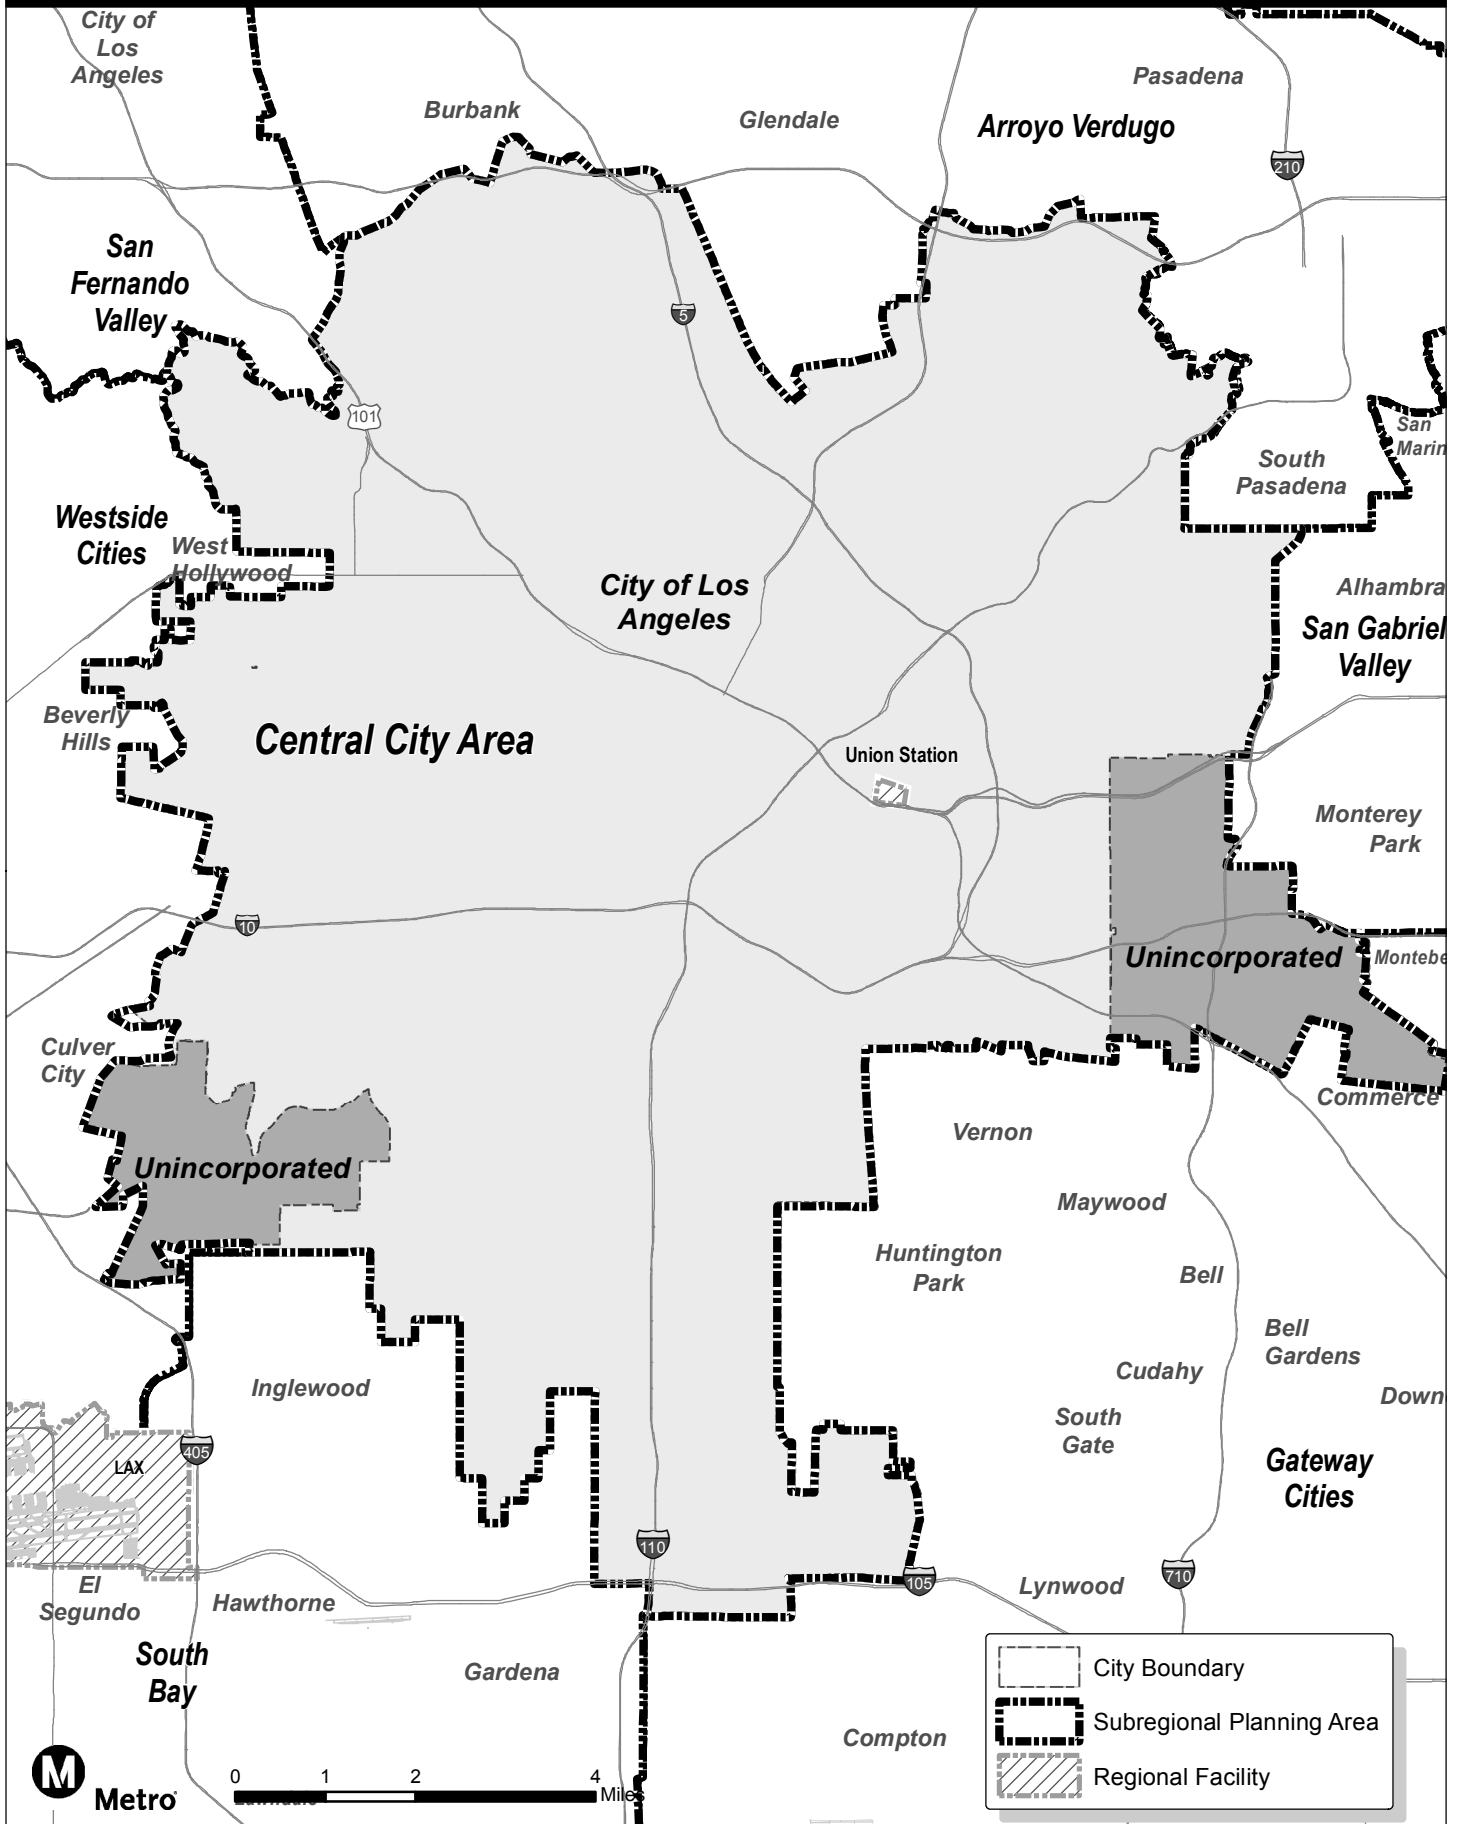 City of
Los
Angeles
Burbank
Glendale
Pasadena
Arroyo Verdugo
210
San
Fernando
Valley
5
101
San
Marin
South
Pasadena
Westside
Cities
West
Hollywood
City of Los
Angeles
Alhambra
San Gabriel
Valley
Beverly
Hills
Central City Area
Union Station
Monterey
Park
10
Unincorporated
Montebe
Culver
City
Commerce
Vernon
Unincorporated
Maywood
Huntington
Park
Bell
Bell
Gardens
Inglewood
Cudahy
Down
South
Gate
405
LAX
Gateway
Cities
110
105
710
El
Segundo
Hawthorne
Lynwood
South
Bay
Gardena
City Boundary
Subregional Planning Area
Regional Facility
Compton
M
Metro
0 1 2 4
Miles